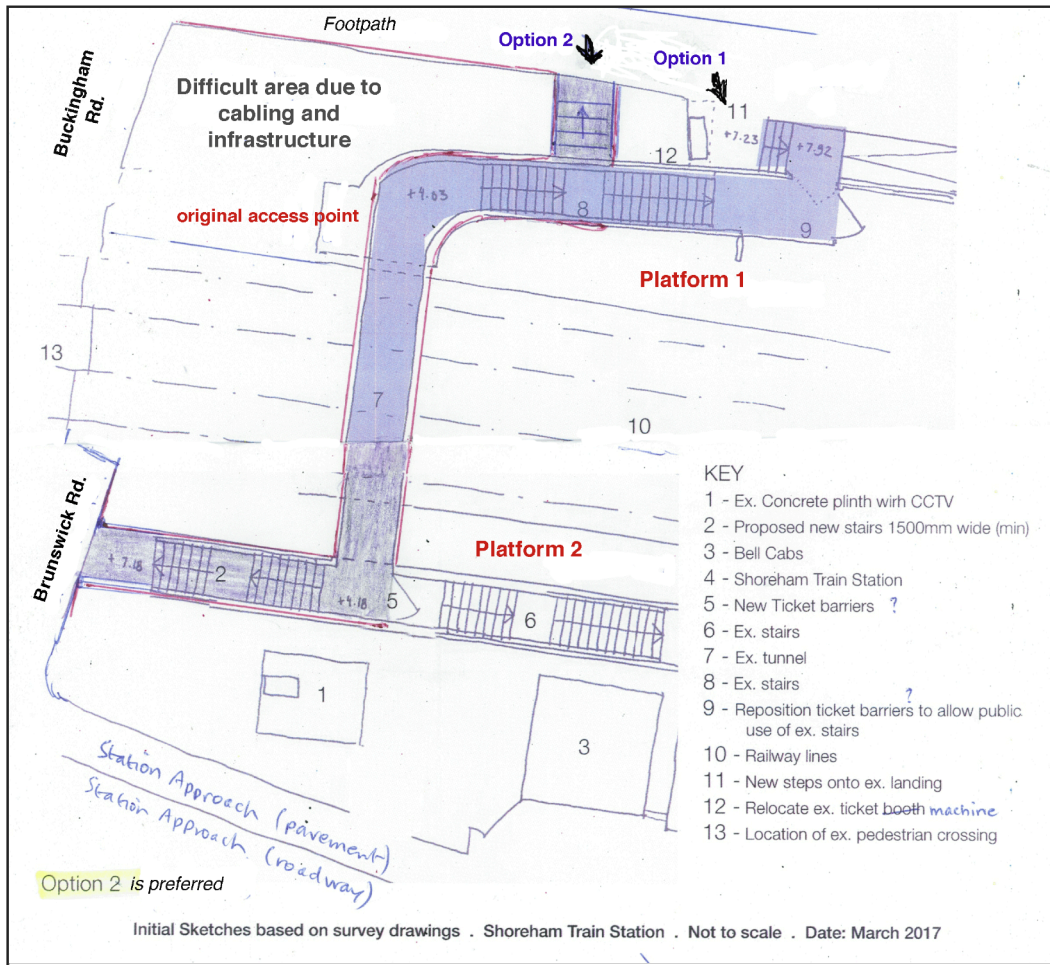 Footpath
Option 2
Option 1
Buckingham
Rd.
Difficult area due to
cabling and
infrastructure
11
+7.23
+7.92
12
original access point
+4.03
8
9
Platform 1
13
7
10
Brunswick Rd.
Platform 2
+7.18
2
+4.18
5
6
1
3
Station Approach (pavement)
Station Approach (roadway)
KEY
1 - Ex. Concrete plinth wirh CCTV
2 - Proposed new stairs 1500mm wide (min)
3 - Bell Cabs
4 - Shoreham Train Station
5 - New Ticket barriers ?
6 - Ex. stairs
7 - Ex. tunnel
8 - Ex. stairs
?
9 - Reposition ticket barriers to allow public
use of ex. stairs
10 - Railway lines
11 - New steps onto ex. landing
12 - Relocate ex. ticket booth machine
13 - Location of ex. pedestrian crossing
Option 2 is preferred
Initial Sketches based on survey drawings . Shoreham Train Station . Not to scale . Date: March 2017